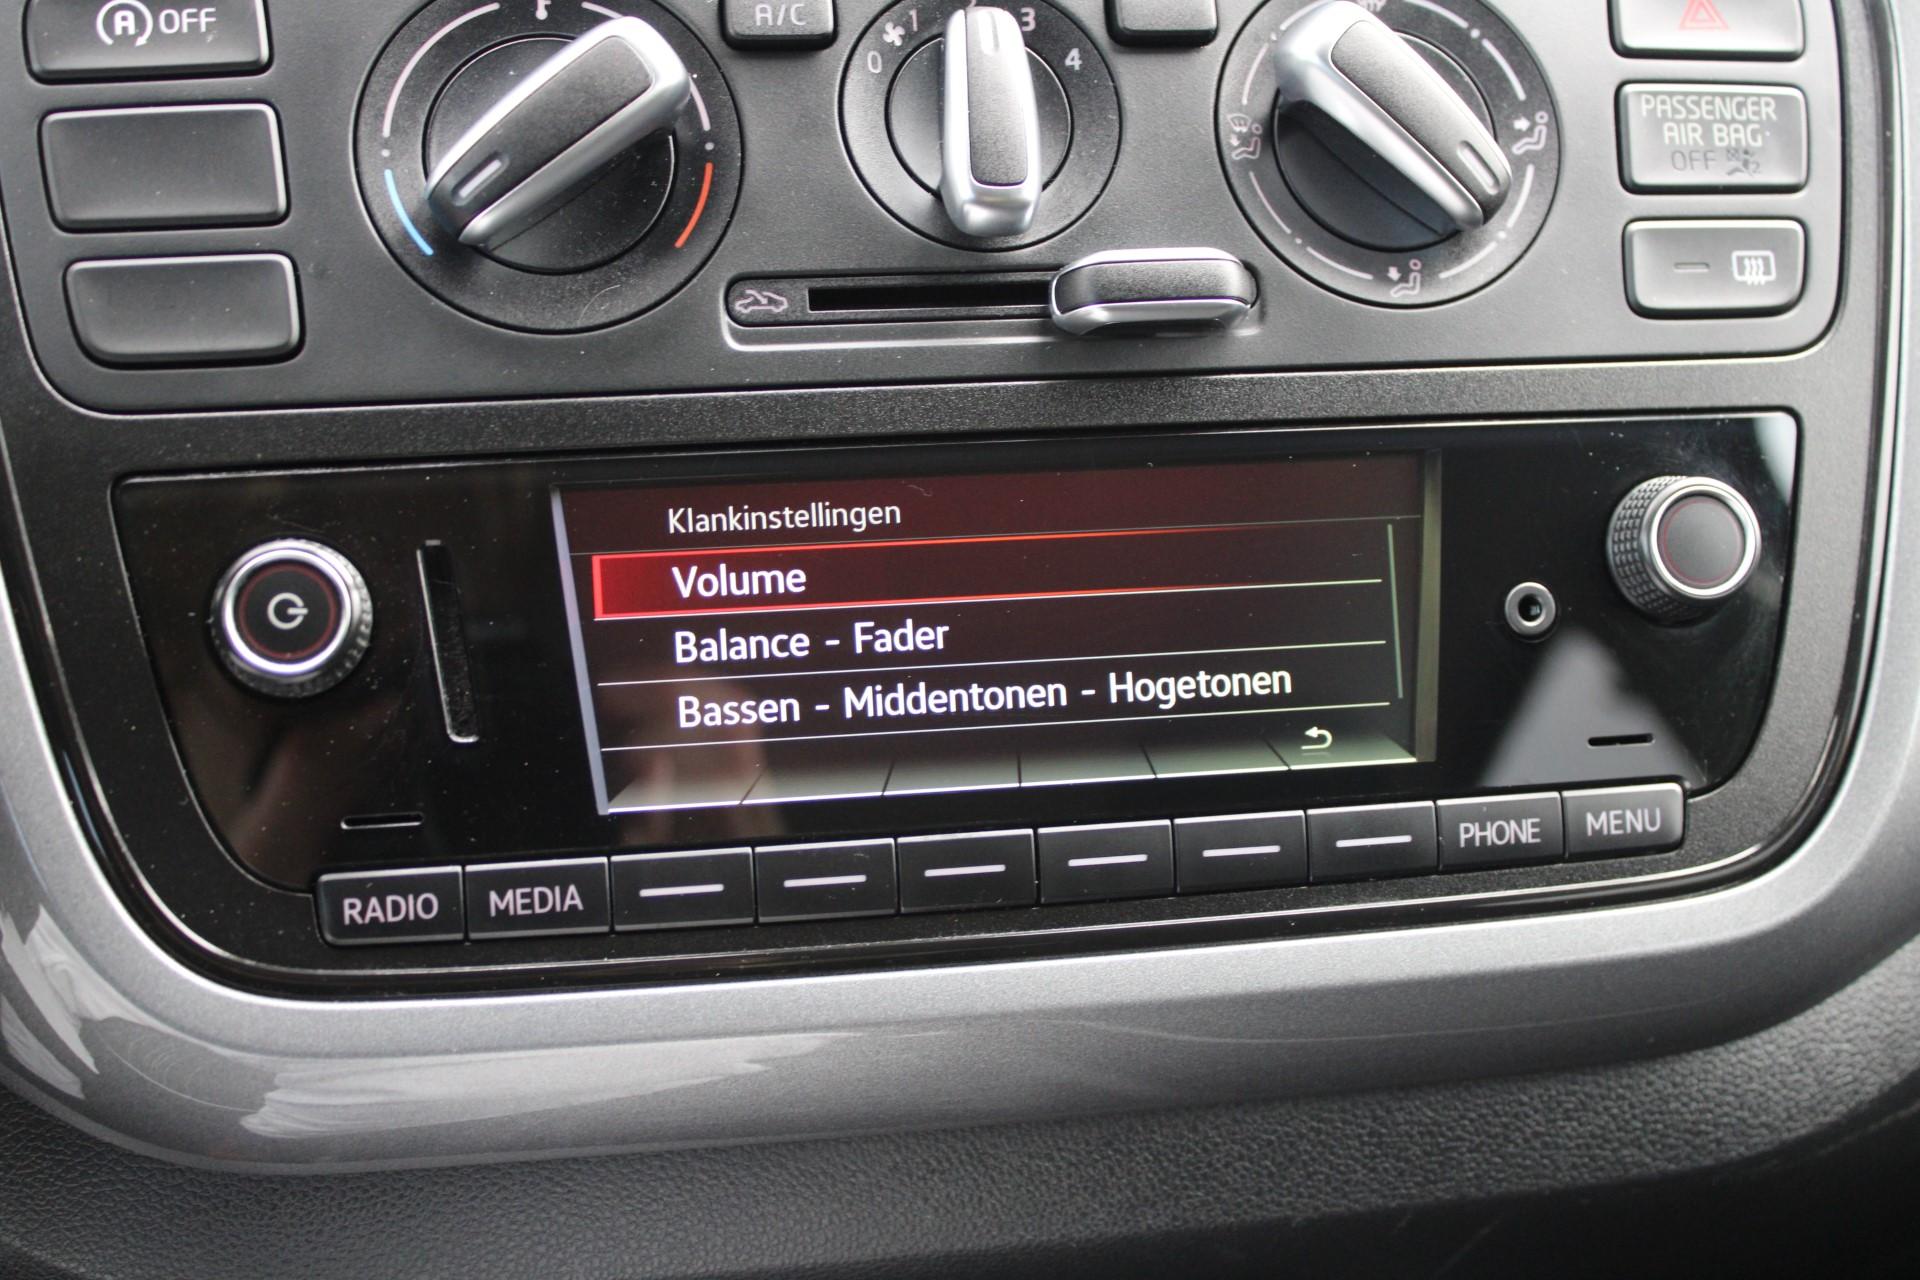 (A) OFF
A/C
0 1 2 3 4
PASSENGER
AIR BAG
OFF
Klankinstellingen
Volume
Balance - Fader
Bassen - Middentonen - Hogetonen
RADIO MEDIA PHONE MENU